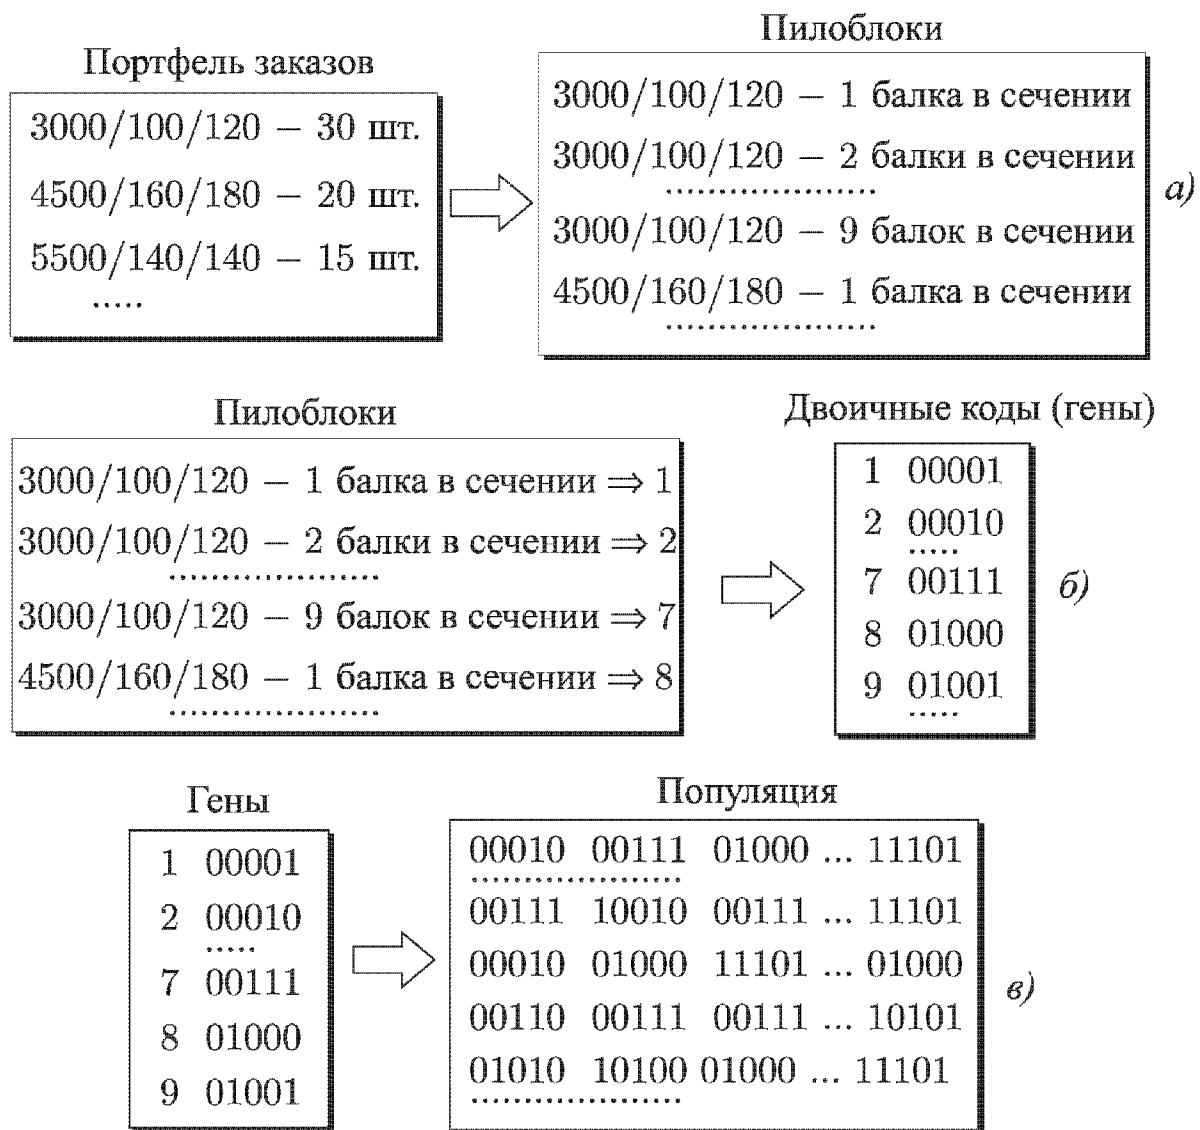 Портфель заказов
3000/100/120 − 30 шт.
4500/160/180 − 20 шт.
5500/140/140 − 15 шт.
.....
Пилоблоки
3000/100/120 − 1 балка в сечении
3000/100/120 − 2 балки в сечении
....................
3000/100/120 − 9 балок в сечении
4500/160/180 − 1 балка в сечении
....................
а)
Пилоблоки
3000/100/120 − 1 балка в сечении ⇒ 1
3000/100/120 − 2 балки в сечении ⇒ 2
....................
3000/100/120 − 9 балок в сечении ⇒ 7
4500/160/180 − 1 балка в сечении ⇒ 8
....................
Двоичные коды (гены)
1 00001
2 00010
.....
7 00111
8 01000
9 01001
.....
б)
Гены
1 00001
2 00010
.....
7 00111
8 01000
9 01001
Популяция
00010 00111 01000 ... 11101
....................
00111 10010 00111 ... 11101
00010 01000 11101 ... 01000
00110 00111 00111 ... 10101
01010 10100 01000 ... 11101
....................
в)